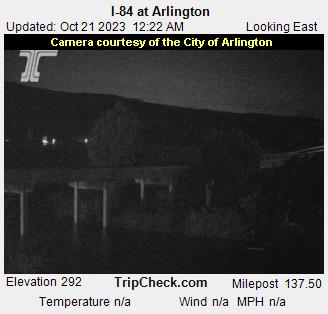 I-84 at Arlington
Updated: Oct 21 2023 12:22 AM Looking East
Camera courtesy of the City of Arlington
Elevation 292 TripCheck.com Milepost 137.50
Temperature n/a Wind n/a MPH n/a